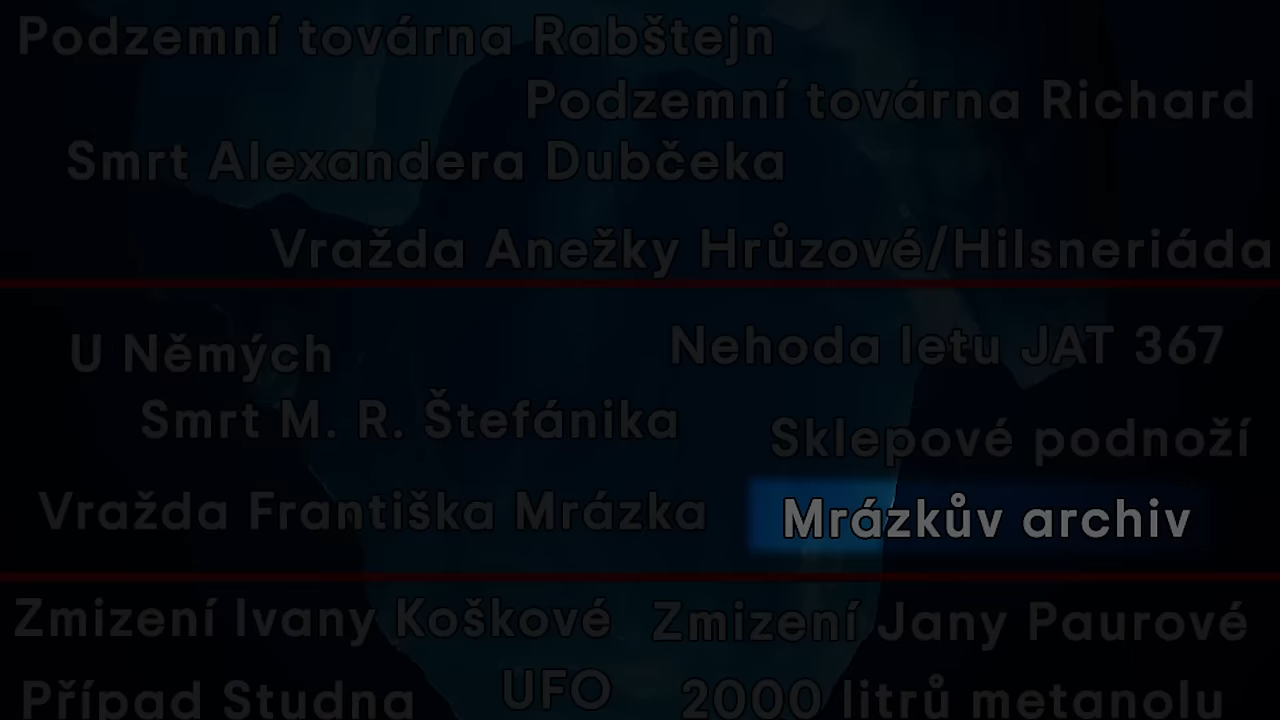 Podzemní továrna Rabštejn
Podzemní továrna Richard
Smrt Alexandera Dubčeka
Vražda Anežky Hrůzové/Hilsneriáda
U Němých
Nehoda letu JAT 367
Smrt M. R. Štefánika
Sklepové podnoží
Vražda Františka Mrázka
Mrázkův archiv
Zmizení Ivany Koškové
Zmizení Jany Paurové
Případ Studna
UFO
2000 litrů metanolu